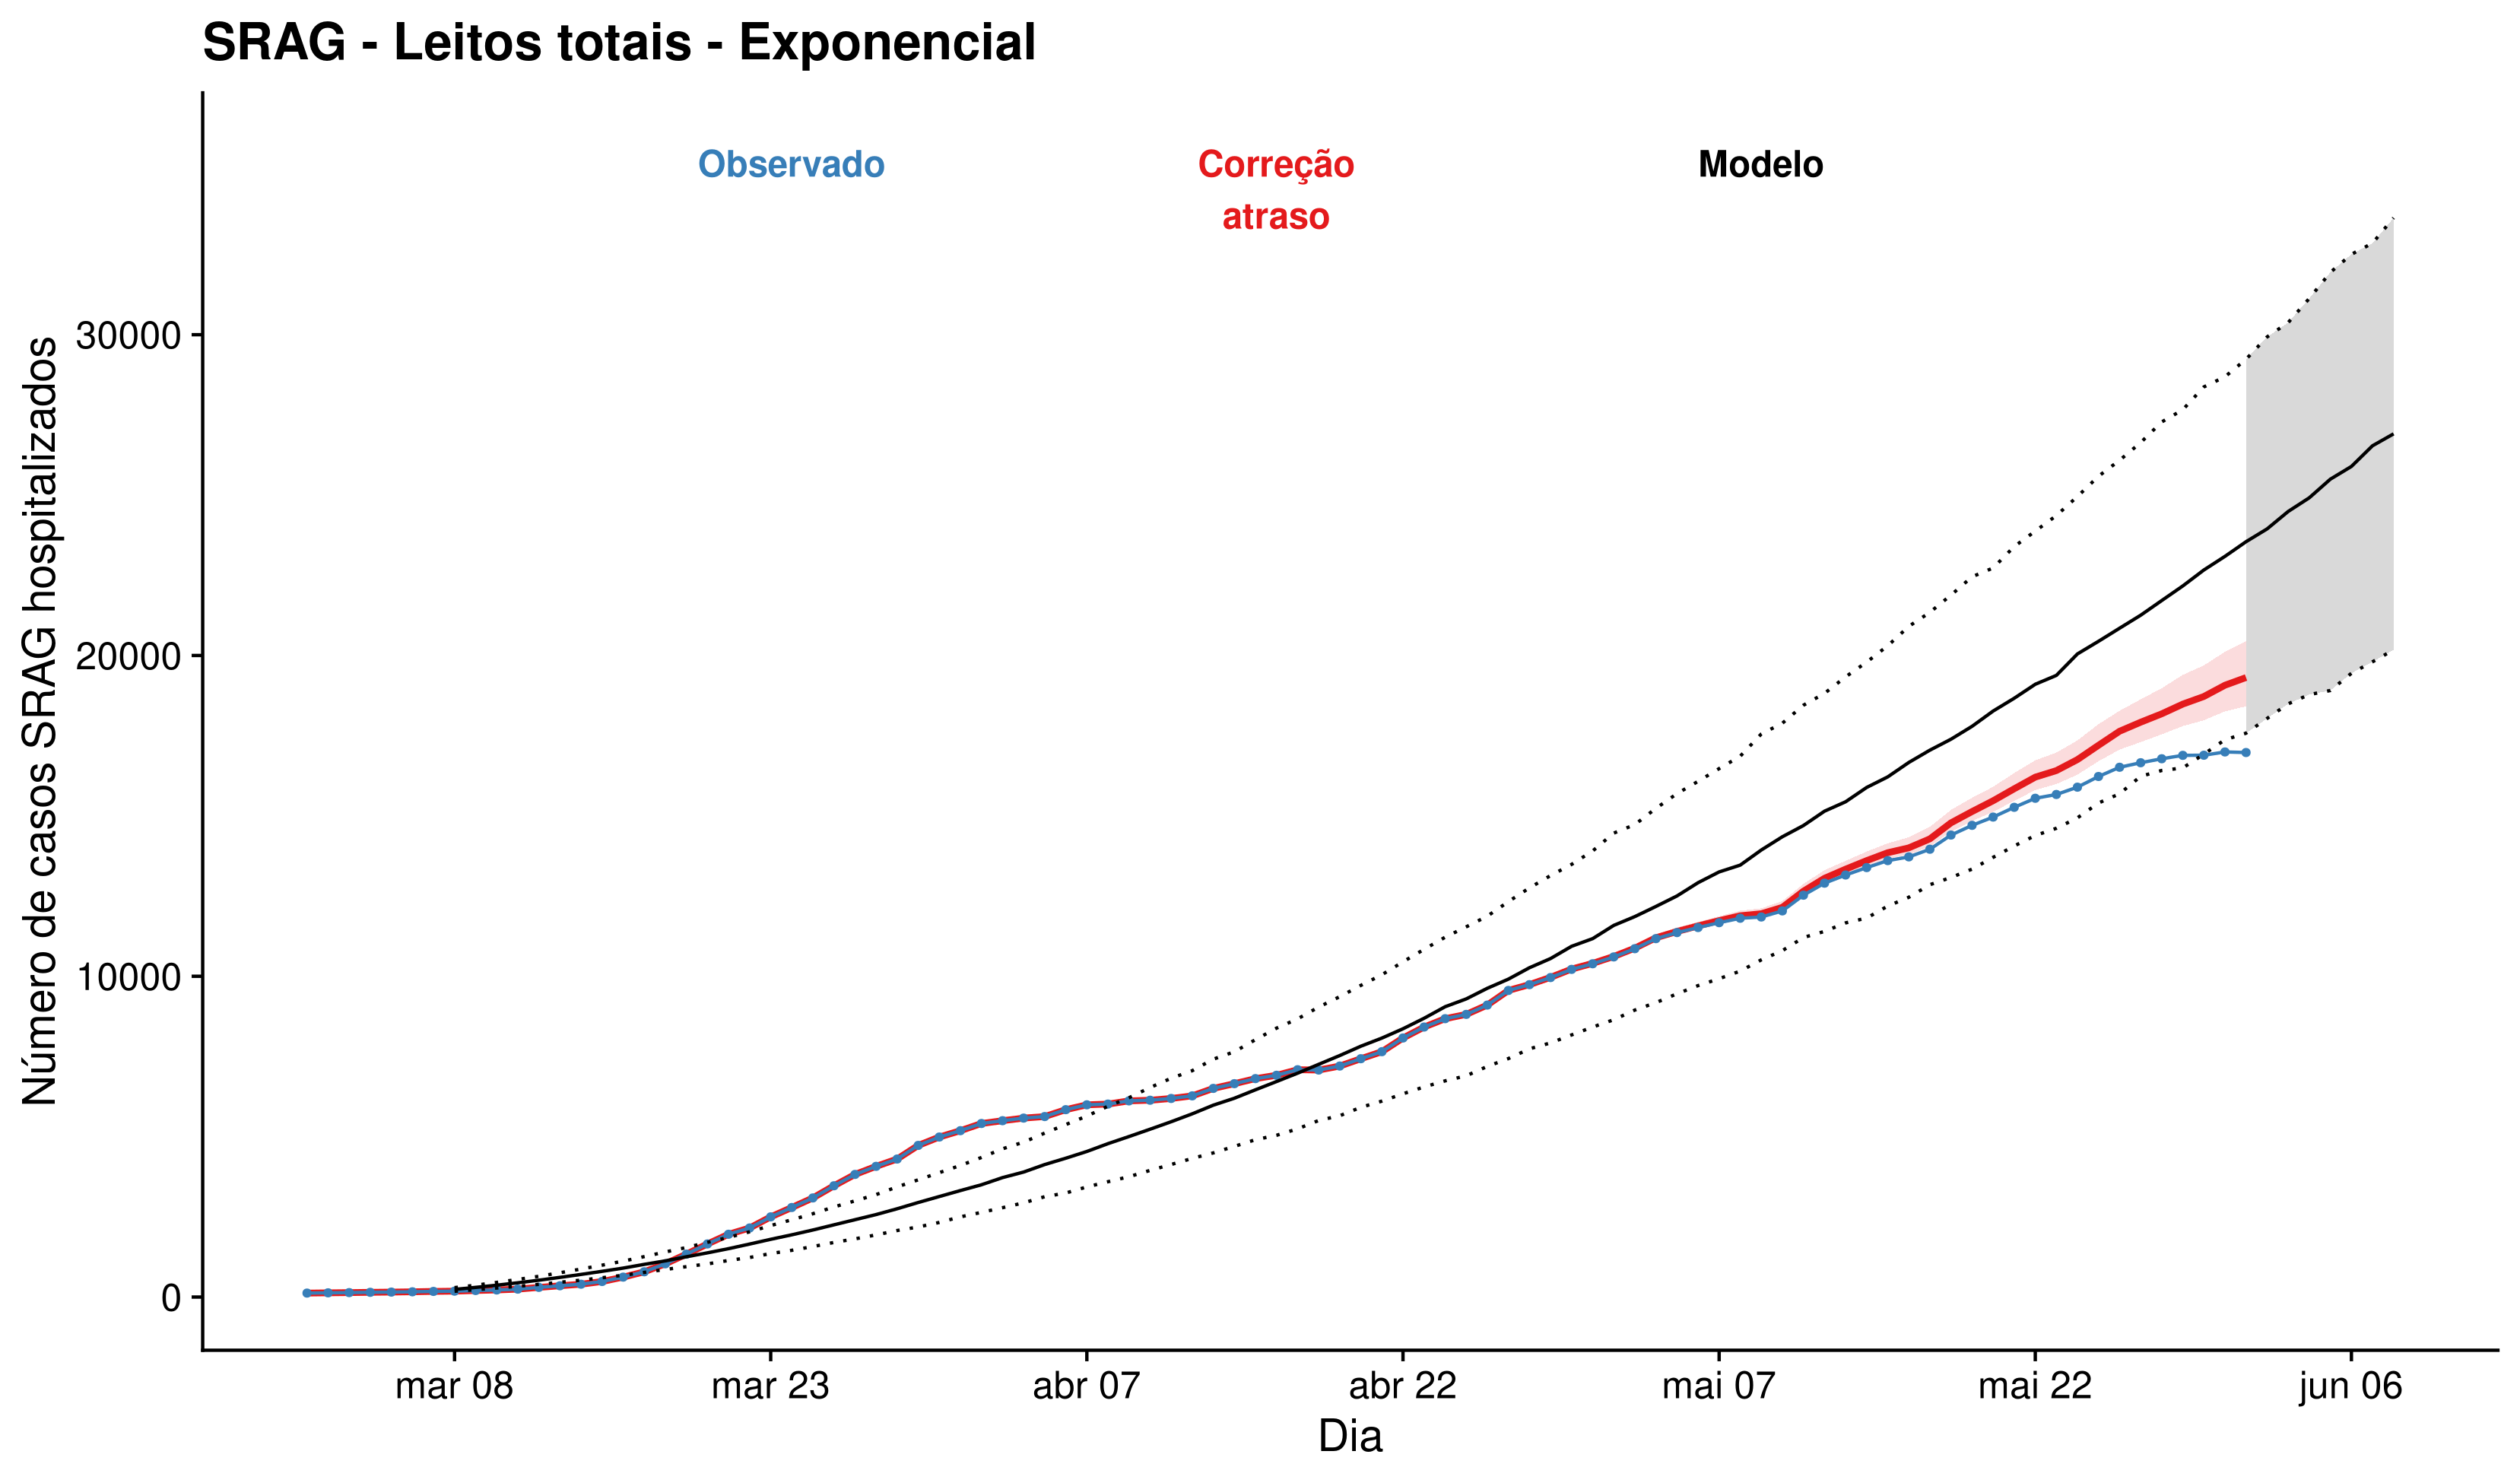 SRAG - Leitos totais - Exponencial
Observado
Correção
atraso
Modelo
Número de casos SRAG hospitalizados
30000
20000
10000
0
mar 08
mar 23
abr 07
abr 22
mai 07
mai 22
jun 06
Dia